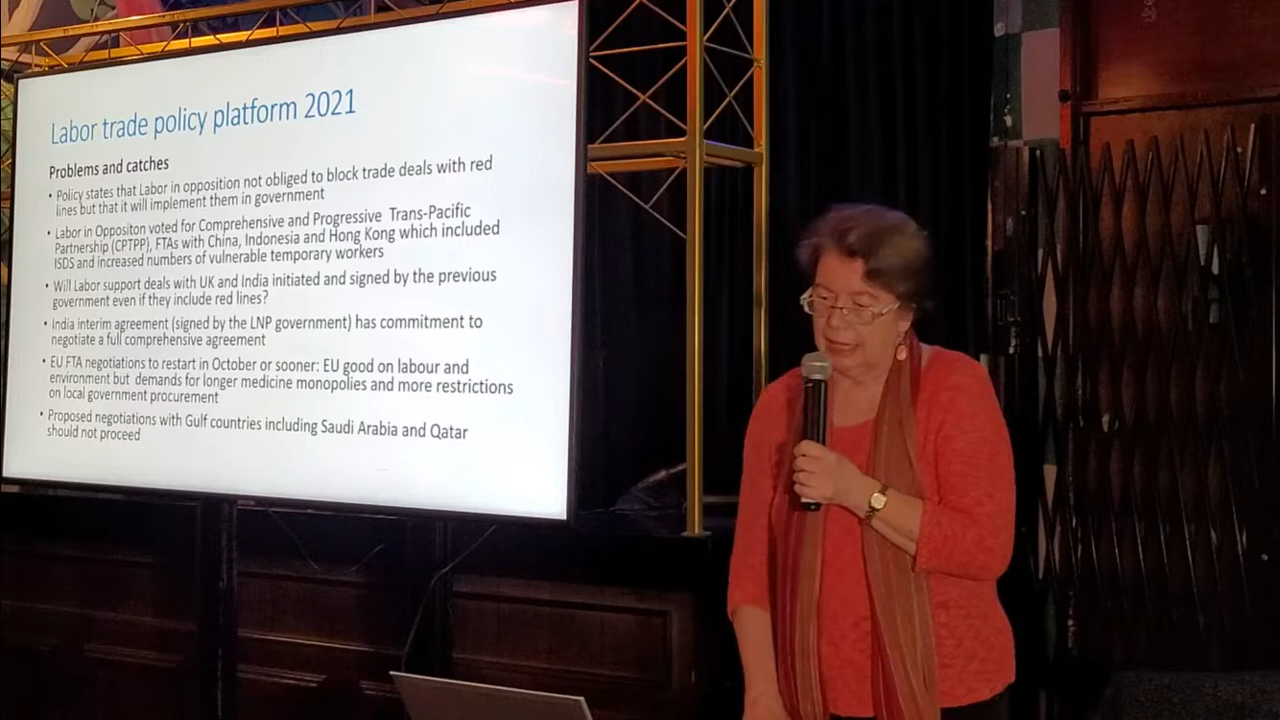 Labor trade policy platform 2021
Problems and catches
• Policy states that Labor in opposition not obliged to block trade deals with red
lines but that it will implement them in government
• Labor in Oppositon voted for Comprehensive and Progressive Trans-Pacific
Partnership (CPTPP), FTAs with China, Indonesia and Hong Kong which included
ISDS and increased numbers of vulnerable temporary workers
• Will Labor support deals with UK and India initiated and signed by the previous
government even if they include red lines?
• India interim agreement (signed by the LNP government) has commitment to
negotiate a full comprehensive agreement
• EU FTA negotiations to restart in October or sooner: EU good on labour and
environment but demands for longer medicine monopolies and more restrictions
on local government procurement
• Proposed negotiations with Gulf countries including Saudi Arabia and Qatar
should not proceed